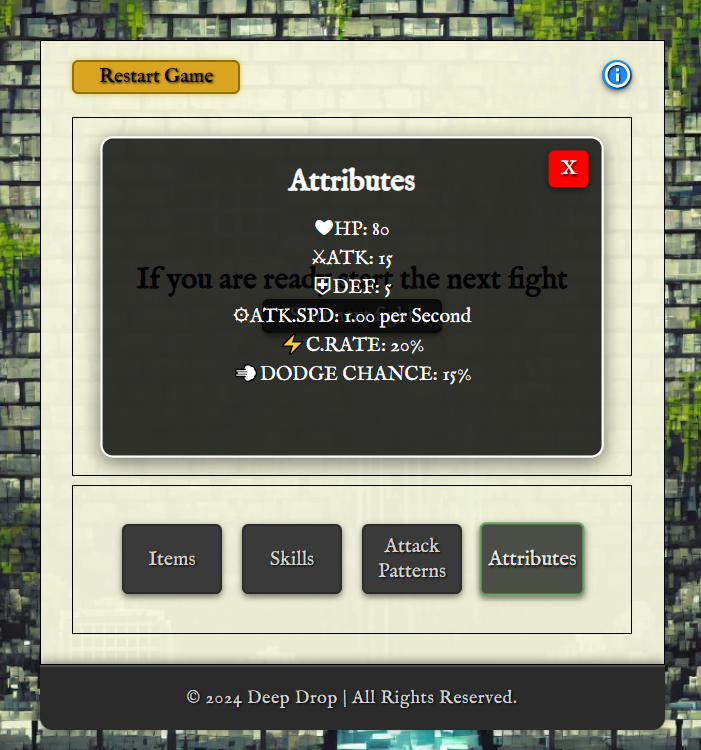 Restart Game
i
Attributes
X
HP: 80
ATK: 15
If you are ready start the next fight
DEF: 5
ATK.SPD: 1.00 per Second
C.RATE: 20%
DODGE CHANCE: 15%
Items
Skills
Attack
Patterns
Attributes
© 2024 Deep Drop | All Rights Reserved.